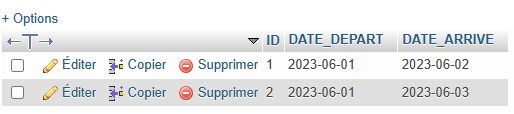 + Options
ID DATE_DEPART DATE_ARRIVE
Éditer Copier Supprimer 1 2023-06-01 2023-06-02
Éditer Copier Supprimer 2 2023-06-01 2023-06-03